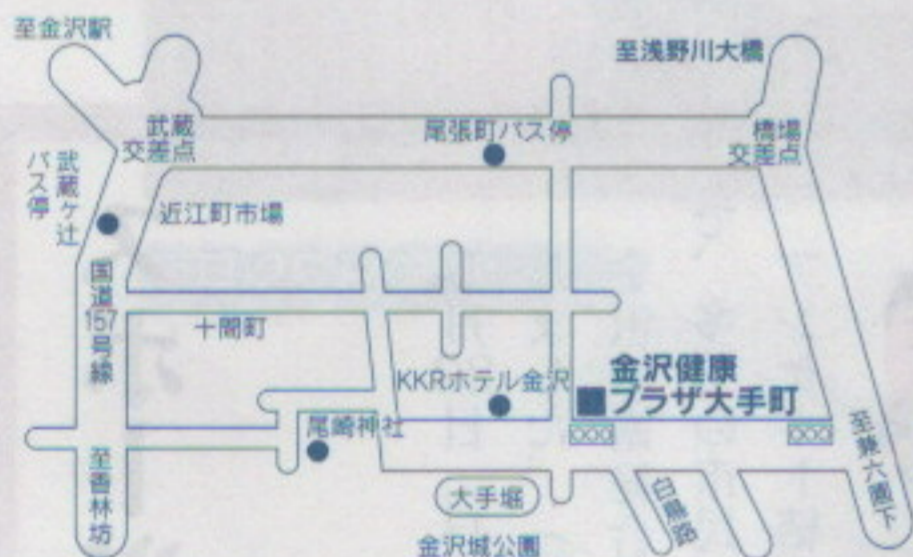 至金沢駅
至浅野川大橋
武蔵
交差点
尾張町バス停
橋場
交差点
武蔵ヶ辻
バス停
近江町市場
国道157号線
十間町
KKRホテル金沢
金沢健康
プラザ大手町
尾崎神社
至香林坊
大手堀
白鳥路
至兼六園下
金沢城公園